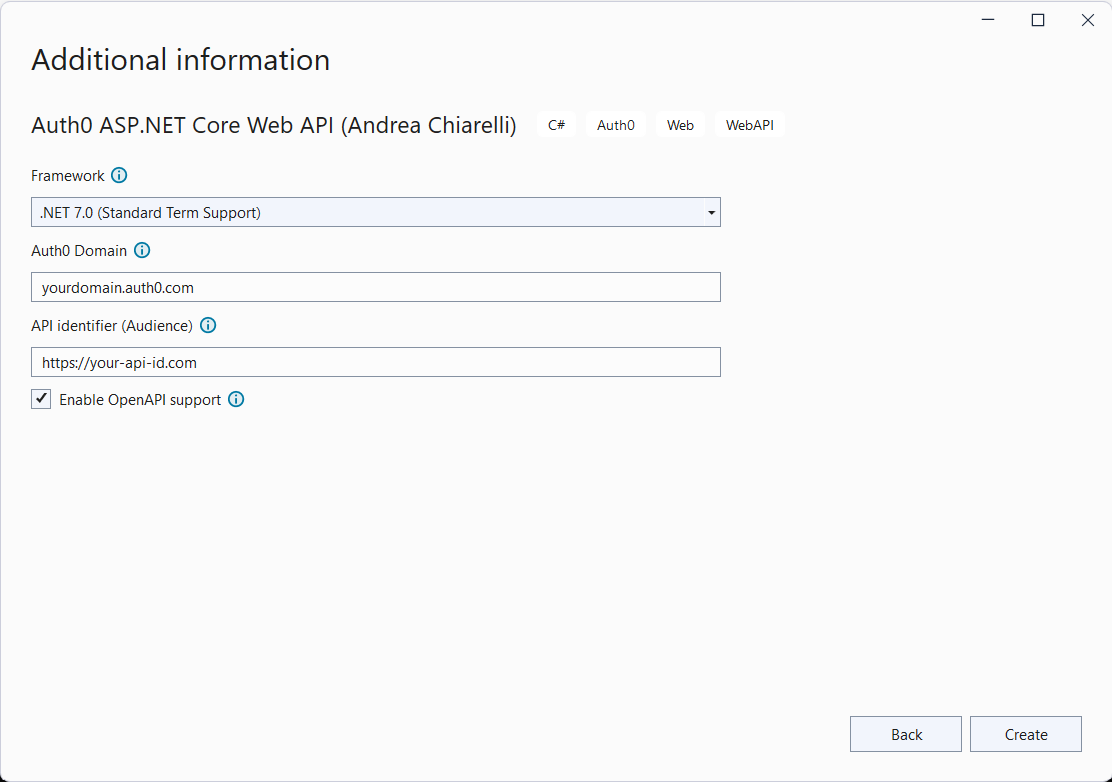 Additional information
Auth0 ASP.NET Core Web API (Andrea Chiarelli) C# Auth0 Web WebAPI
Framework
.NET 7.0 (Standard Term Support)
Auth0 Domain
yourdomain.auth0.com
API identifier (Audience)
https://your-api-id.com
Enable OpenAPI support
Back Create